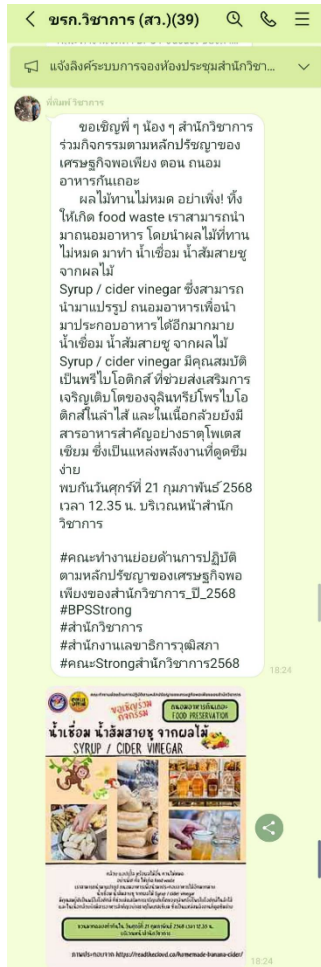 ขรก.วิชาการ (สว.)(39)
แจ้งลิงค์ระบบการจองห้องประชุมสำนักวิชา...
ที่พิมพ์ วิชาการ
ขอเชิญพี่ ๆ น้อง ๆ สำนักวิชาการ
ร่วมกิจกรรมตามหลักปรัชญาของ
เศรษฐกิจพอเพียง ตอน ถนอม
อาหารกันเถอะ
ผลไม้ทานไม่หมด อย่าเพิ่ง! ทิ้ง
ให้เกิด food waste เราสามารถนำ
มาถนอมอาหาร โดยนำผลไม้ที่ทาน
ไม่หมด มาทำ น้ำเชื่อม น้ำส้มสายชู
จากผลไม้
Syrup / cider vinegar ซึ่งสามารถ
นำมาแปรรูป ถนอมอาหารเพื่อนำ
มาประกอบอาหารได้อีกมากมาย
น้ำเชื่อม น้ำส้มสายชู จากผลไม้
Syrup / cider vinegar มีคุณสมบัติ
เป็นพรีไบโอติกส์ ที่ช่วยส่งเสริมการ
เจริญเติบโตของจุลินทรีย์โพรไบโอ
ติกส์ในลำไส้ และในเนื้อกล้วยยังมี
สารอาหารสำคัญอย่างธาตุโพเตส
เซียม ซึ่งเป็นแหล่งพลังงานที่ดูดซึม
ง่าย
พบกันวันศุกร์ที่ 21 กุมภาพันธ์ 2568
เวลา 12.35 น. บริเวณหน้าสำนัก
วิชาการ
#คณะทำงานย่อยด้านการปฏิบัติ
ตามหลักปรัชญาของเศรษฐกิจพอ
เพียงของสำนักวิชาการ_ปี_2568
#BPSStrong
#สำนักวิชาการ
#สำนักงานเลขาธิการวุฒิสภา
#คณะStrongสำนักวิชาการ2568
18:24
ขอเชิญร่วม
กิจกรรม
ถนอมอาหารกันเถอะ
FOOD PRESERVATION
น้ำเชื่อม น้ำส้มสายชู จากผลไม้
SYRUP / CIDER VINEGAR
ภาพประกอบจาก https://readtheloed.ca/homemade-banana-cider/
18:24